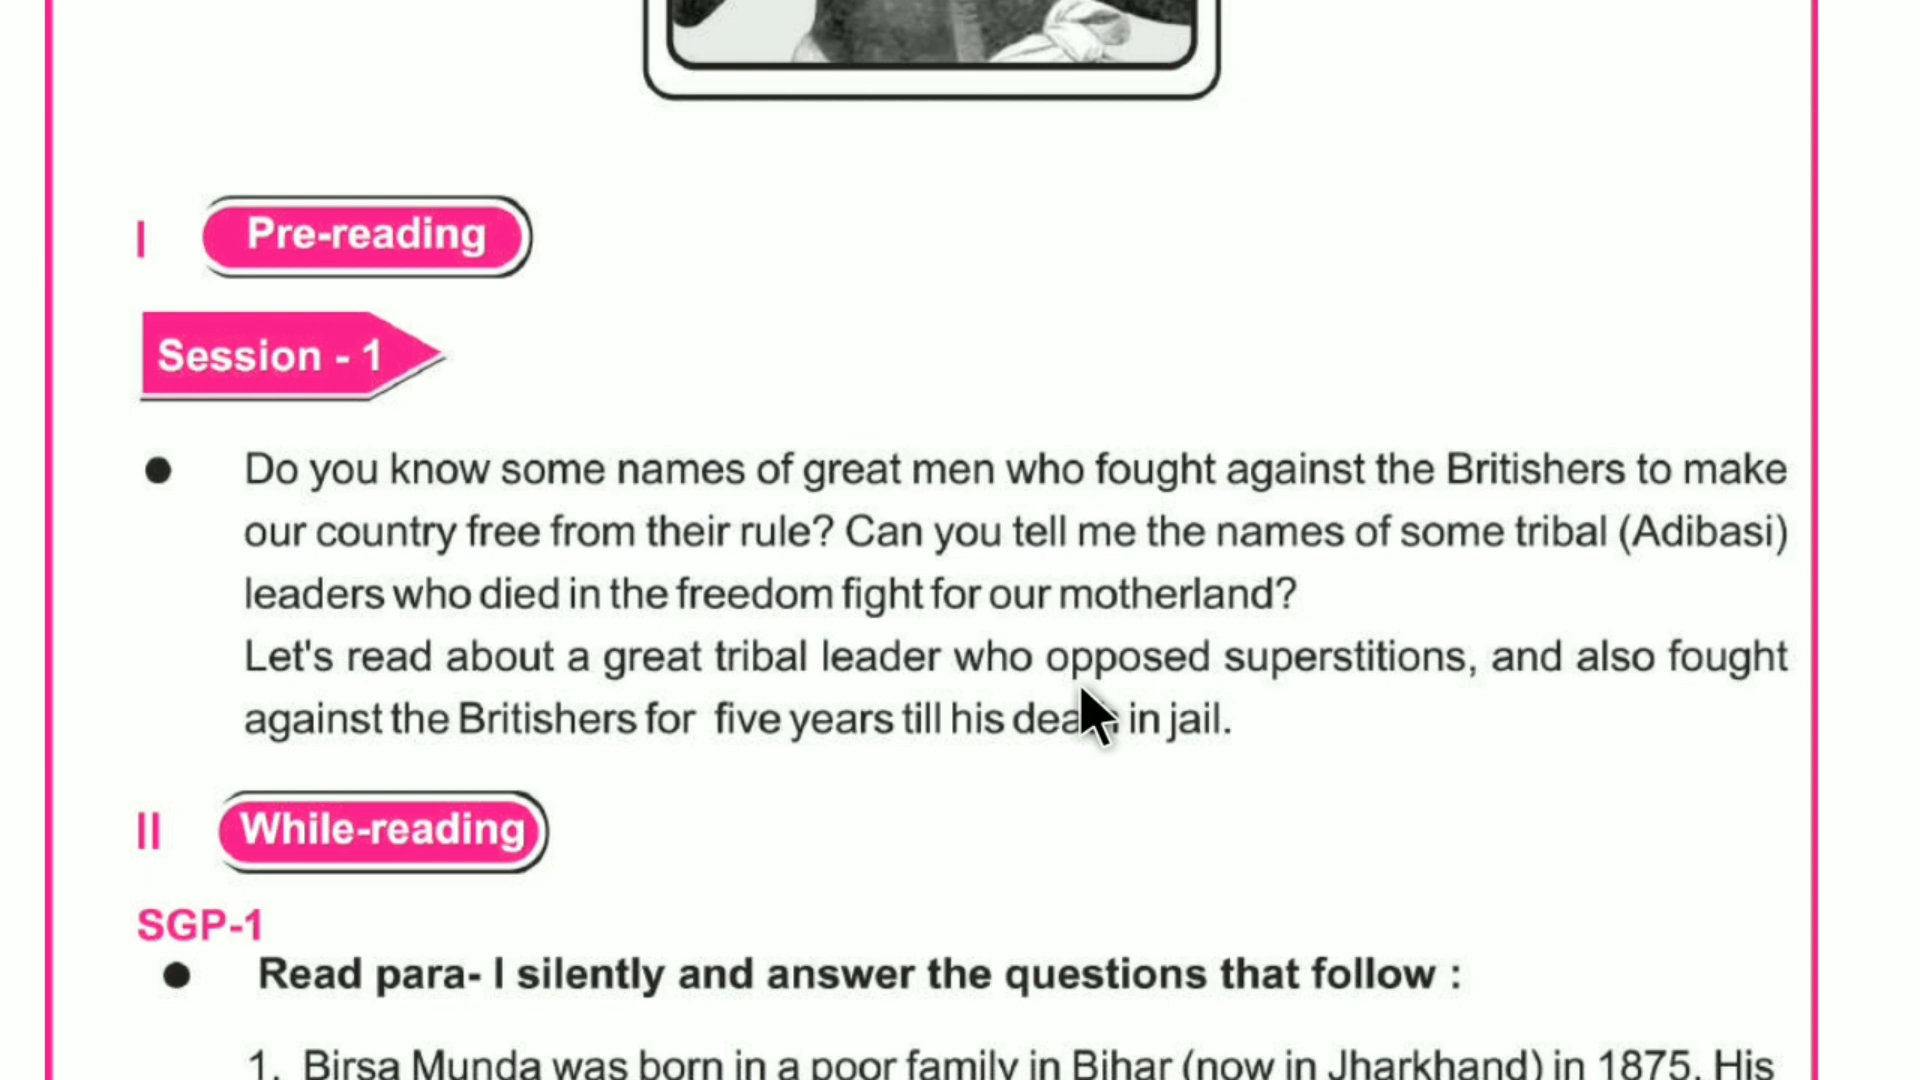 I Pre-reading
Session - 1
● Do you know some names of great men who fought against the Britishers to make
our country free from their rule? Can you tell me the names of some tribal (Adibasi)
leaders who died in the freedom fight for our motherland?
Let's read about a great tribal leader who opposed superstitions, and also fought
against the Britishers for five years till his in jail.
II While-reading
SGP-1
● Read para- I silently and answer the questions that follow :
1. Birsa Munda was born in a poor family in Bihar (now in Jharkhand) in 1875. His